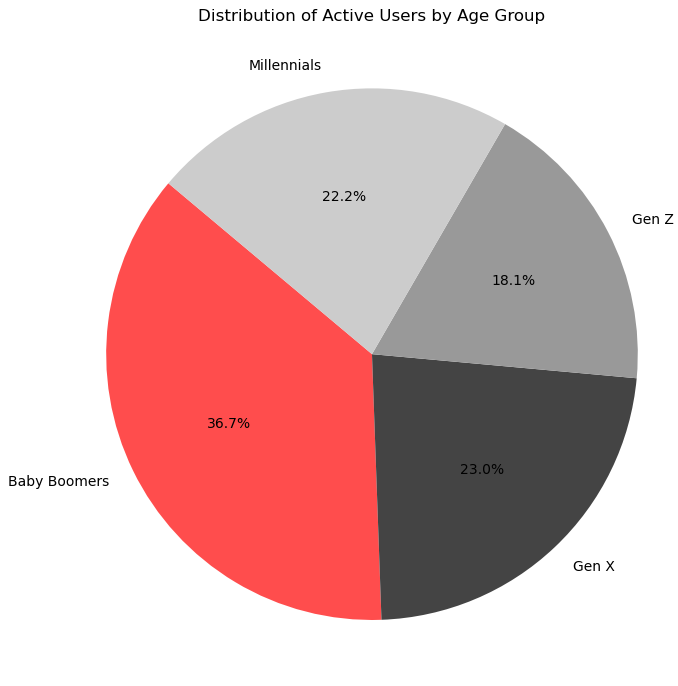 Distribution of Active Users by Age Group
Millennials
22.2%
Gen Z
18.1%
36.7%
23.0%
Baby Boomers
Gen X